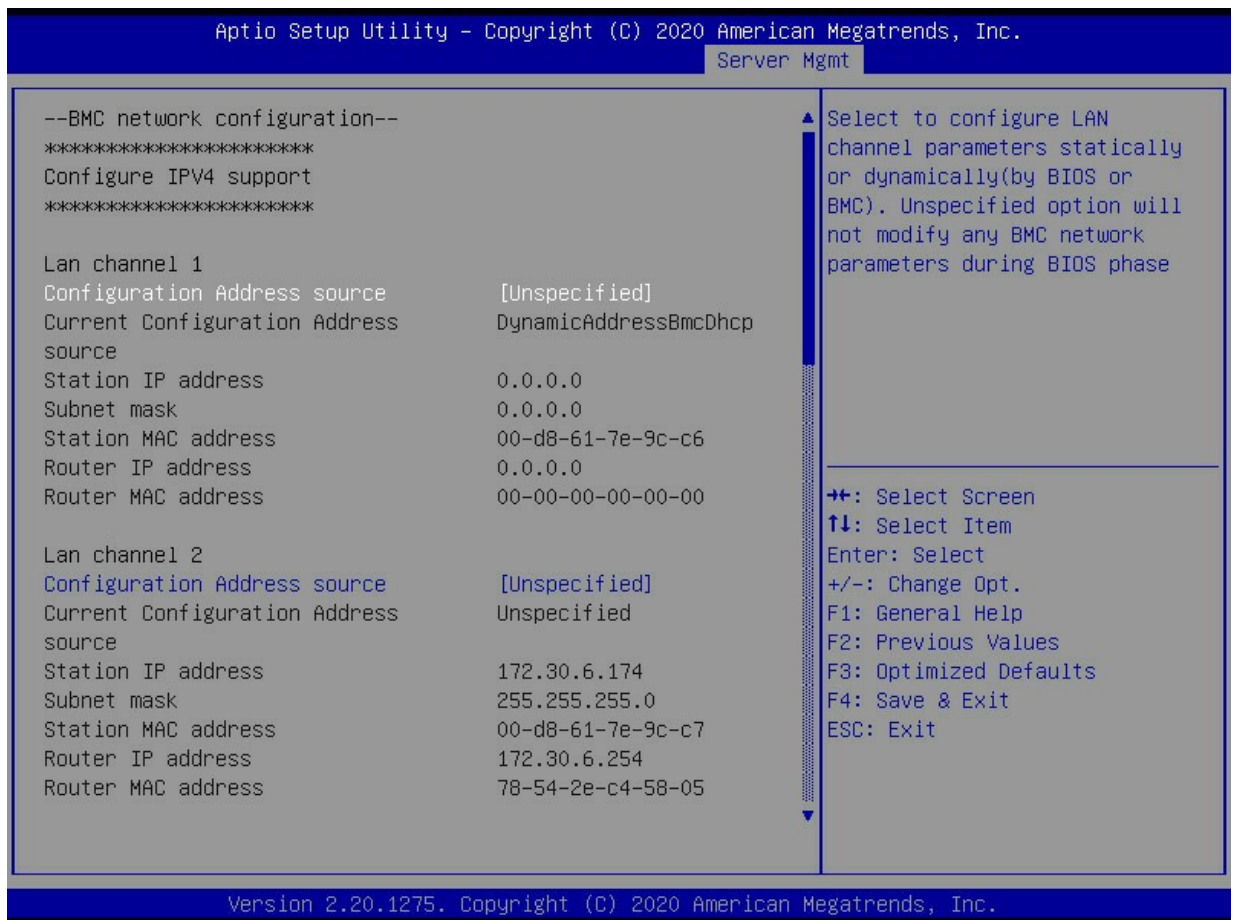 Aptio Setup Utility – Copyright (C) 2020 American Megatrends, Inc.
Server Mgmt
--BMC network configuration--
**********************
Configure IPV4 support
**********************
Lan channel 1
Configuration Address source [Unspecified]
Current Configuration Address DynamicAddressBmcDhcp
source
Station IP address 0.0.0.0
Subnet mask 0.0.0.0
Station MAC address 00-d8-61-7e-9c-c6
Router IP address 0.0.0.0
Router MAC address 00-00-00-00-00-00
Lan channel 2
Configuration Address source [Unspecified]
Current Configuration Address Unspecified
source
Station IP address 172.30.6.174
Subnet mask 255.255.255.0
Station MAC address 00-d8-61-7e-9c-c7
Router IP address 172.30.6.254
Router MAC address 78-54-2e-c4-58-05
Select to configure LAN
channel parameters statically
or dynamically(by BIOS or
BMC). Unspecified option will
not modify any BMC network
parameters during BIOS phase
→←: Select Screen
↑↓: Select Item
Enter: Select
+/-: Change Opt.
F1: General Help
F2: Previous Values
F3: Optimized Defaults
F4: Save & Exit
ESC: Exit
Version 2.20.1275. Copyright (C) 2020 American Megatrends, Inc.